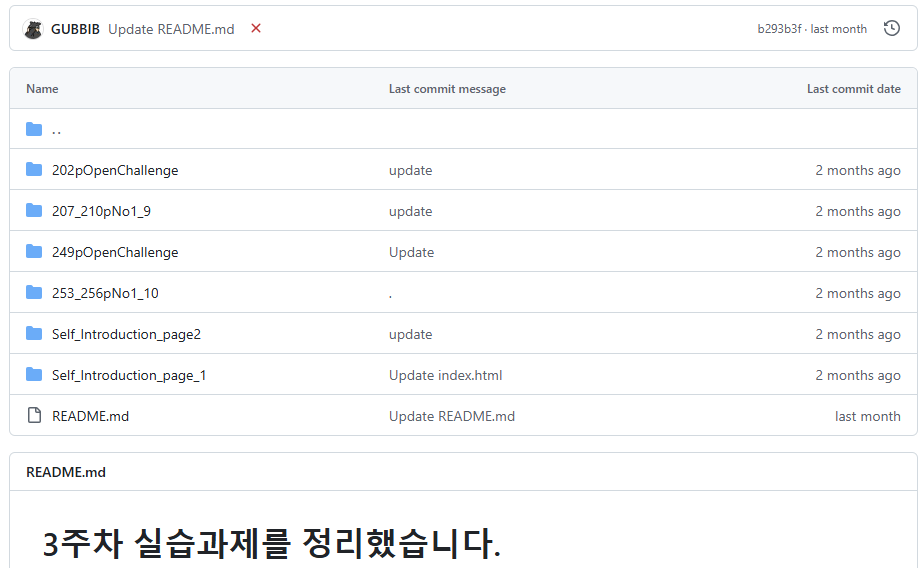 GUBBIB Update README.md b293b3f · last month
Name Last commit message Last commit date
..
202pOpenChallenge update 2 months ago
207_210pNo1_9 update 2 months ago
249pOpenChallenge Update 2 months ago
253_256pNo1_10 . 2 months ago
Self_Introduction_page2 update 2 months ago
Self_Introduction_page_1 Update index.html 2 months ago
README.md Update README.md last month
README.md
3주차 실습과제를 정리했습니다.